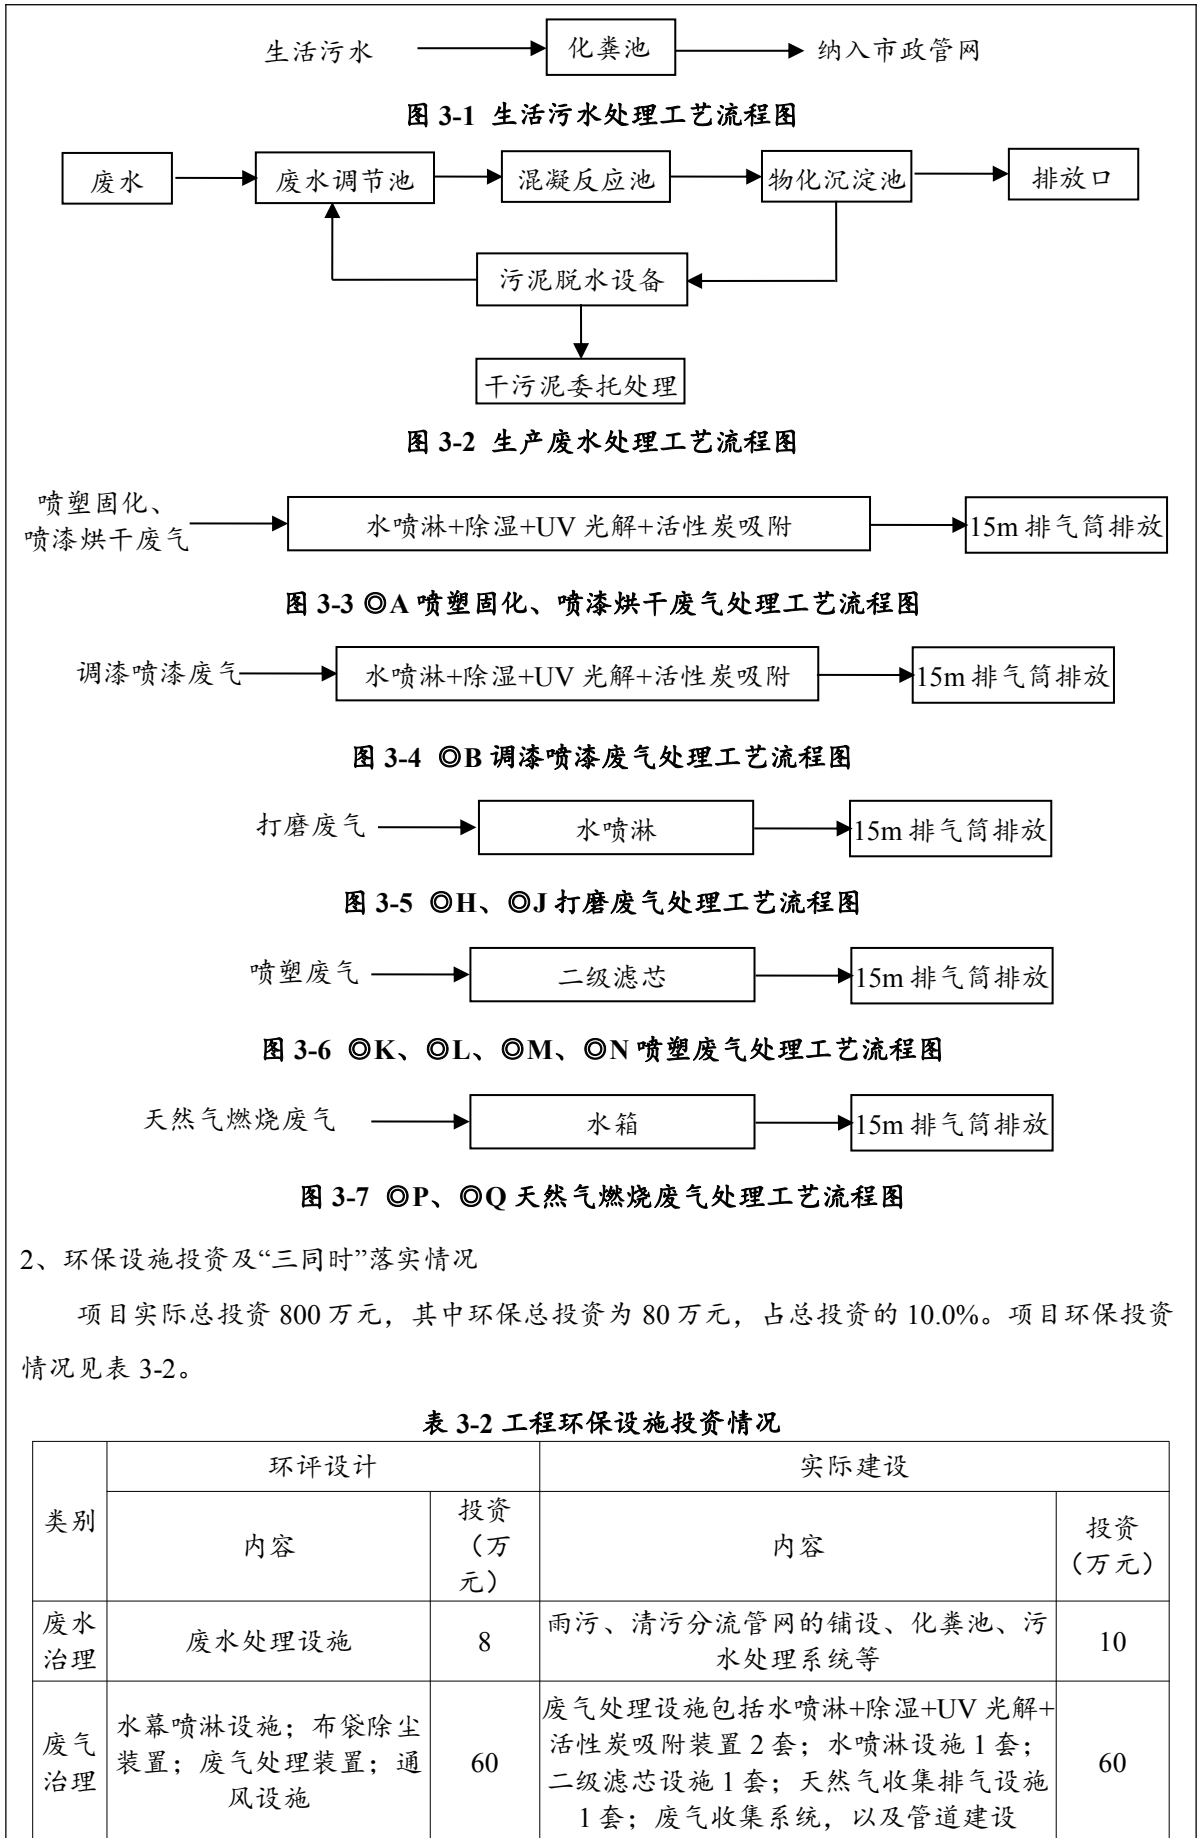 生活污水 化粪池 纳入市政管网
图 3-1 生活污水处理工艺流程图
废水 废水调节池 混凝反应池 物化沉淀池 排放口
污泥脱水设备
干污泥委托处理
图 3-2 生产废水处理工艺流程图
喷塑固化、
喷漆烘干废气 水喷淋+除湿+UV 光解+活性炭吸附 15m 排气筒排放
图 3-3 ◎A 喷塑固化、喷漆烘干废气处理工艺流程图
调漆喷漆废气 水喷淋+除湿+UV 光解+活性炭吸附 15m 排气筒排放
图 3-4 ◎B 调漆喷漆废气处理工艺流程图
打磨废气 水喷淋 15m 排气筒排放
图 3-5 ◎H、◎J 打磨废气处理工艺流程图
喷塑废气 二级滤芯 15m 排气筒排放
图 3-6 ◎K、◎L、◎M、◎N 喷塑废气处理工艺流程图
天然气燃烧废气 水箱 15m 排气筒排放
图 3-7 ◎P、◎Q 天然气燃烧废气处理工艺流程图
2、环保设施投资及“三同时”落实情况
项目实际总投资 800 万元，其中环保总投资为 80 万元，占总投资的 10.0%。项目环保投资
情况见表 3-2。
表 3-2 工程环保设施投资情况
类别
环评设计
实际建设
内容
投资
（万
元）
内容
投资
（万元）
废水
治理
废水处理设施
8
雨污、清污分流管网的铺设、化粪池、污
水处理系统等
10
废气
治理
水幕喷淋设施；布袋除尘
装置；废气处理装置；通
风设施
60
废气处理设施包括水喷淋+除湿+UV 光解+
活性炭吸附装置 2 套；水喷淋设施 1 套；
二级滤芯设施 1 套；天然气收集排气设施
1 套；废气收集系统，以及管道建设
60